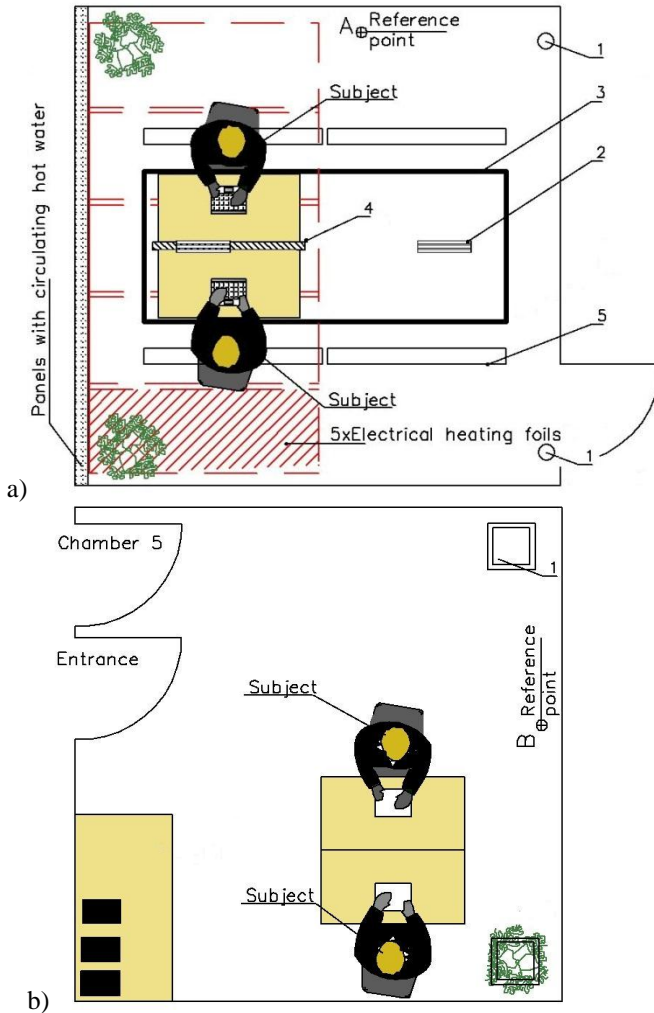 A Reference
point
1
3
Subject
4
2
Panels with circulating hot water
5
Subject
5xElectrical heating foils
1
a)
Chamber 5
1
Entrance
Subject
B Reference
point
Subject
b)